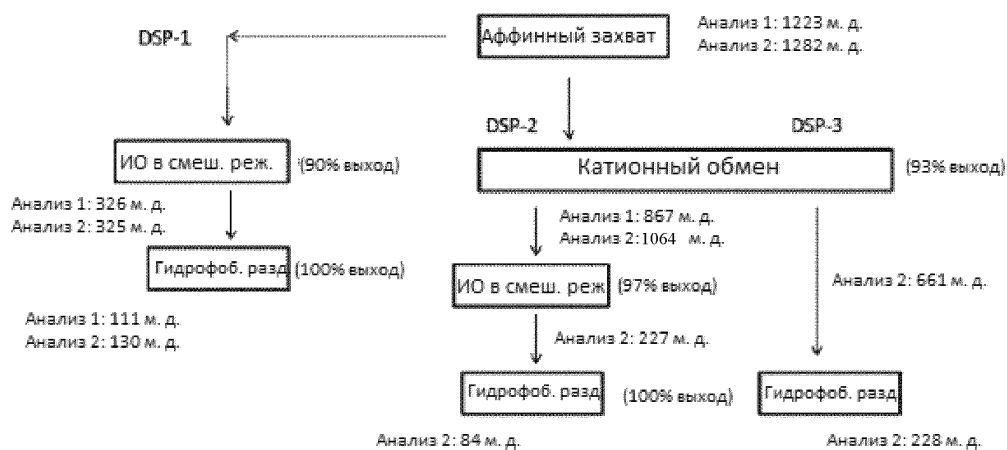 DSP-1
Аффинный захват
Анализ 1: 1223 м. д.
Анализ 2: 1282 м. д.
DSP-2
DSP-3
ИО в смеш. реж.
(90% выход)
Катионный обмен
(93% выход)
Анализ 1: 326 м. д.
Анализ 2: 325 м. д.
Анализ 1: 867 м. д.
Анализ 2:1064 м. д.
Гидрофоб. разд
(100% выход)
ИО в смеш. реж
(97% выход)
Анализ 2: 661 м. д.
Анализ 1: 111 м. д.
Анализ 2: 130 м. д.
Анализ 2: 227 м. д.
Гидрофоб. разд
(100% выход)
Гидрофоб. разд
Анализ 2: 84 м. д.
Анализ 2: 228 м. д.